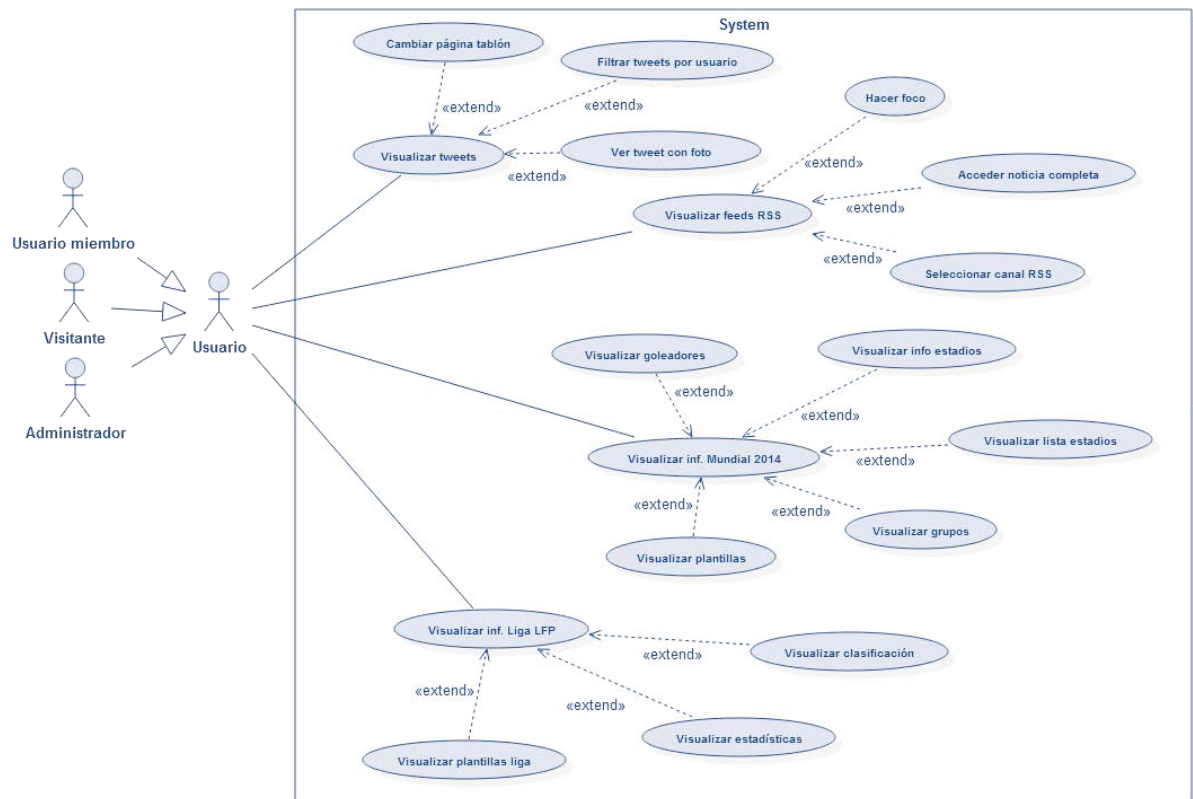 System
Cambiar página tablón
Filtrar tweets por usuario
«extend»
«extend»
Hacer foco
Visualizar tweets
Ver tweet con foto
«extend»
«extend»
Acceder noticia completa
«extend»
Visualizar feeds RSS
Usuario miembro
«extend»
Seleccionar canal RSS
Visitante
Usuario
Administrador
Visualizar goleadores
Visualizar info estadios
«extend»
«extend»
Visualizar lista estadios
Visualizar inf. Mundial 2014
«extend»
«extend»
«extend»
Visualizar grupos
Visualizar plantillas
Visualizar inf. Liga LFP
«extend»
Visualizar clasificación
«extend»
«extend»
Visualizar estadísticas
Visualizar plantillas liga